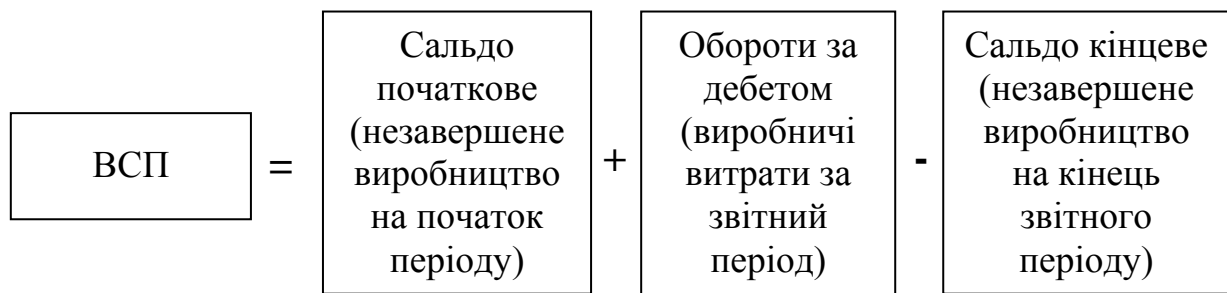 ВСП
=
Сальдо
початкове
(незавершене
виробництво
на початок
періоду)
+
Обороти за
дебетом
(виробничі
витрати за
звітний
період)
-
Сальдо кінцеве
(незавершене
виробництво
на кінець
звітного
періоду)